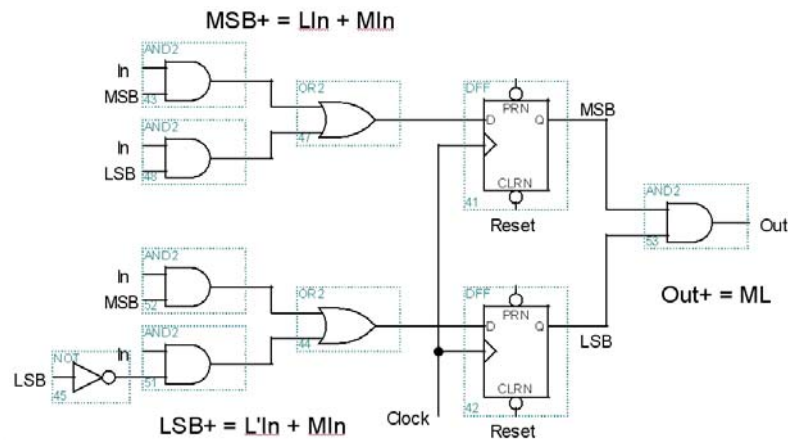 MSB+ = LIn + MIn
AND2
In
MSB
43
AND2
In
LSB
48
OR2
47
DFF
PRN
D
Q
CLRN
41
Reset
MSB
AND2
53
Out
Out+ = ML
AND2
In
MSB
52
AND2
In
51
NOT
LSB
45
OR2
44
DFF
PRN
D
Q
CLRN
42
Reset
LSB
Clock
LSB+ = L'In + MIn